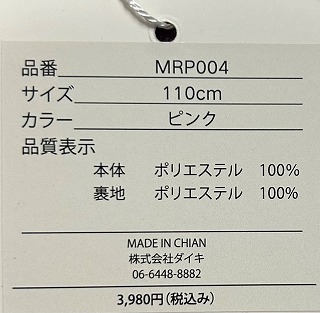 品番 MRP004
サイズ 110cm
カラー ピンク
品質表示
本体 ポリエステル 100%
裏地 ポリエステル 100%
MADE IN CHIAN
株式会社ダイキ
06-6448-8882
3,980円(税込み)